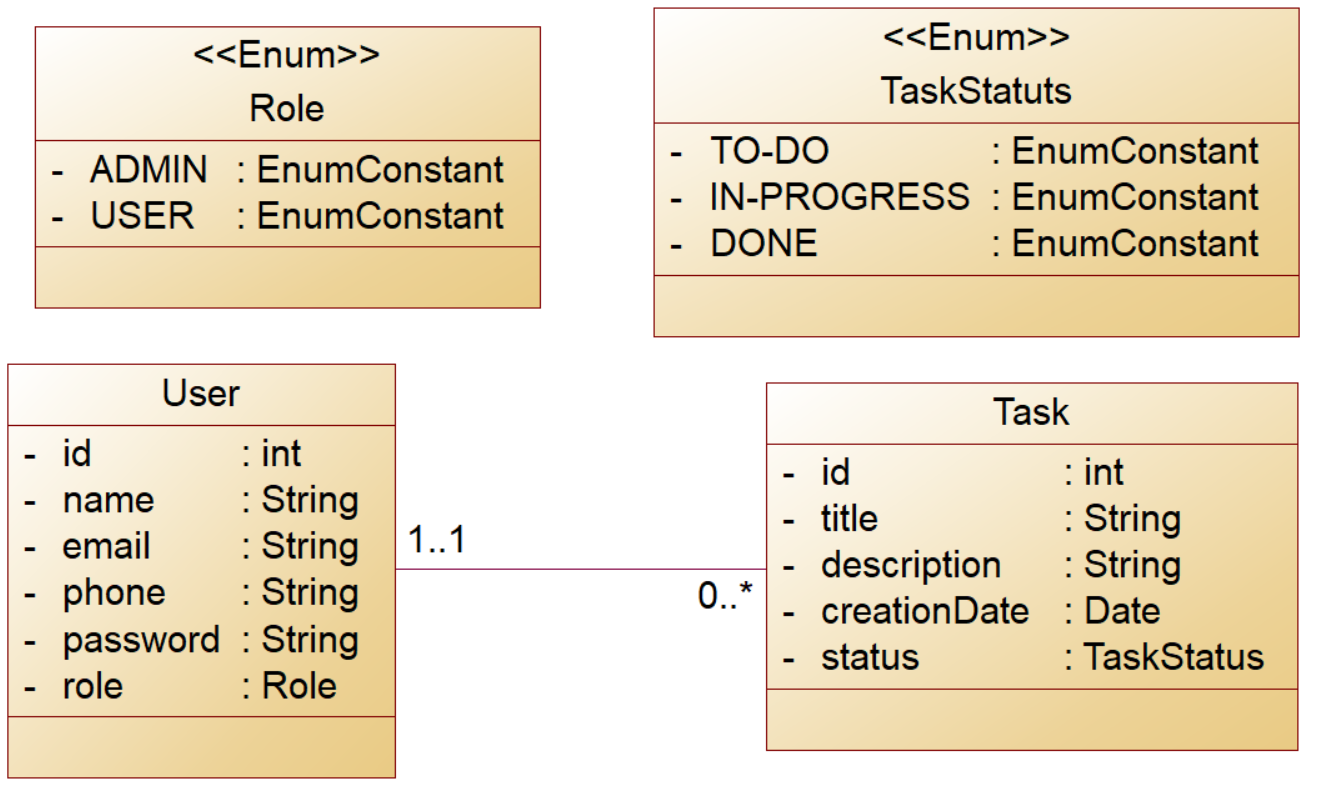 <<Enum>>
Role
- ADMIN : EnumConstant
- USER : EnumConstant
<<Enum>>
TaskStatuts
- TO-DO : EnumConstant
- IN-PROGRESS : EnumConstant
- DONE : EnumConstant
User
- id : int
- name : String
- email : String
- phone : String
- password : String
- role : Role
1..1
0..*
Task
- id : int
- title : String
- description : String
- creationDate : Date
- status : TaskStatus